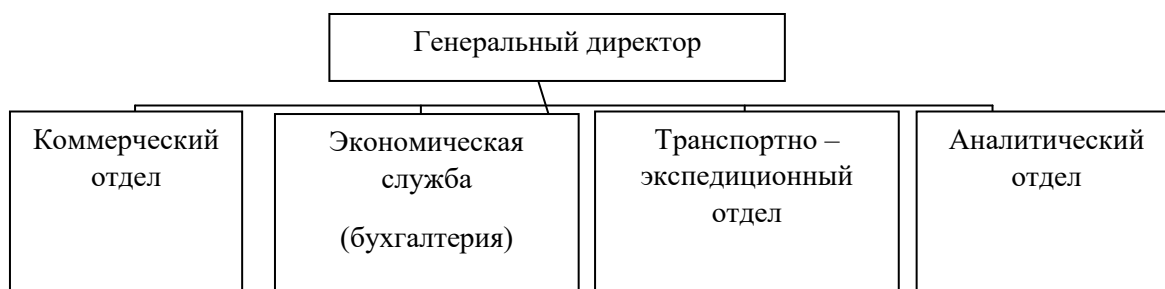 Генеральный директор
Коммерческий
отдел
Экономическая
служба
(бухгалтерия)
Транспортно –
экспедиционный
отдел
Аналитический
отдел